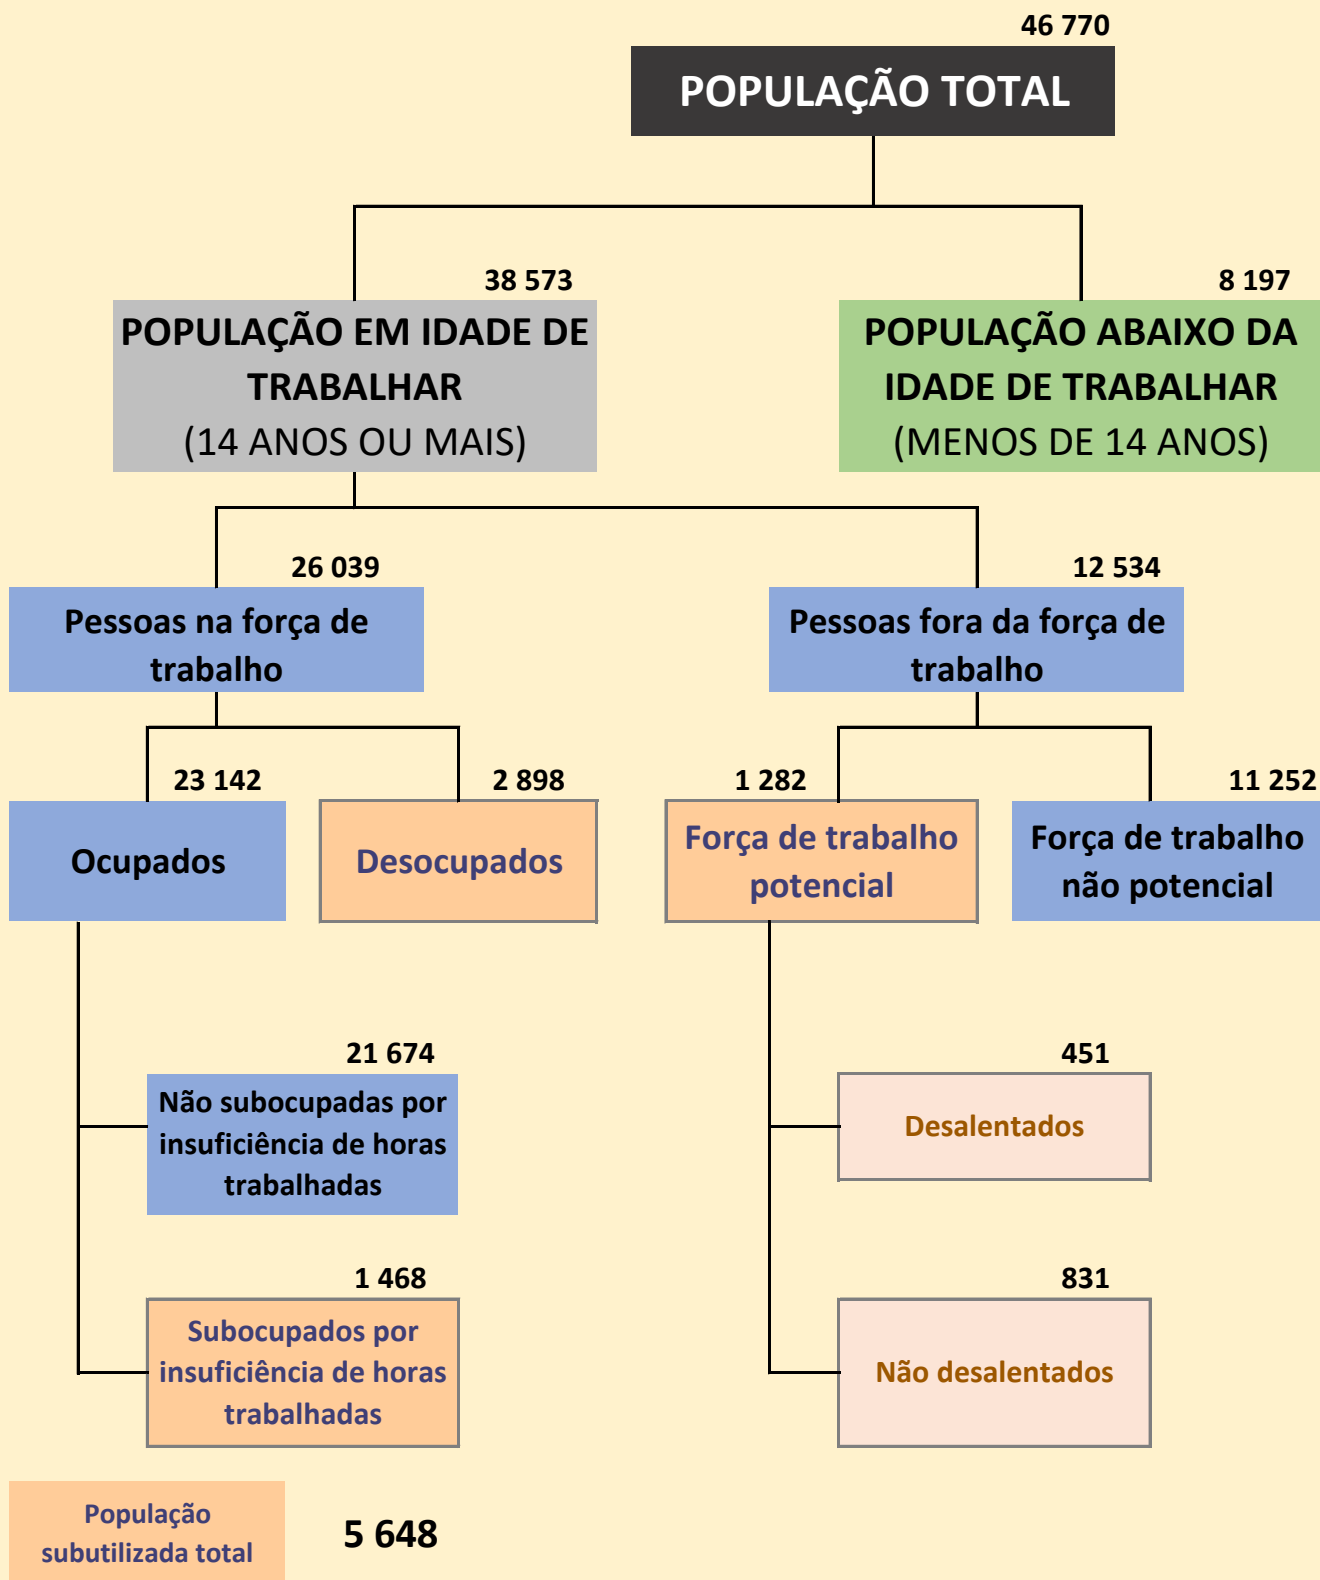 46 770
POPULAÇÃO TOTAL
38 573
POPULAÇÃO EM IDADE DE
TRABALHAR
(14 ANOS OU MAIS)
8 197
POPULAÇÃO ABAIXO DA
IDADE DE TRABALHAR
(MENOS DE 14 ANOS)
26 039
Pessoas na força de
trabalho
12 534
Pessoas fora da força de
trabalho
23 142
Ocupados
2 898
Desocupados
1 282
Força de trabalho
potencial
11 252
Força de trabalho
não potencial
21 674
Não subocupadas por
insuficiência de horas
trabalhadas
451
Desalentados
1 468
Subocupados por
insuficiência de horas
trabalhadas
831
Não desalentados
População
subutilizada total
5 648